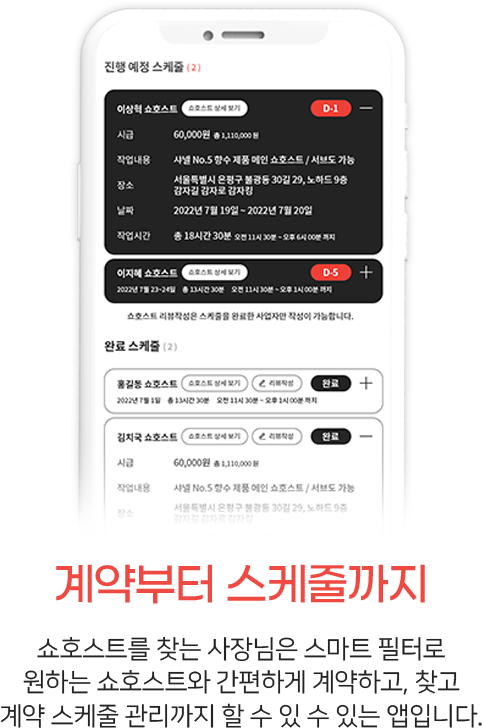 진행 예정 스케줄 (2)
이상혁 쇼호스트 쇼호스트 상세 보기 D-1
시급 60,000원 총 1,110,000 원
작업내용 샤넬 No.5 향수 제품 메인 쇼호스트 / 서브도 가능
장소 서울특별시 은평구 불광동 30길 29, 노하드 9층
감자길 감자로 감자킹
날짜 2022년 7월 19일 ~ 2022년 7월 20일
작업시간 총 18시간 30분 오전 11시 30분 ~ 오후 6시 00분 까지
이지혜 쇼호스트 쇼호스트 상세 보기 D-5
2022년 7월 23~24일 총 13시간 30분 오전 11시 30분 ~ 오후 1시 00분 까지
쇼호스트 리뷰작성은 스케줄을 완료한 사업자만 작성이 가능합니다.
완료 스케줄 (2)
홍길동 쇼호스트 쇼호스트 상세 보기 리뷰작성 완료
2022년 7월 1일 총 13시간 30분 오전 11시 30분 ~ 오후 1시 00분 까지
김치국 쇼호스트 쇼호스트 상세 보기 리뷰작성 완료
시급 60,000원 총 1,110,000 원
작업내용 샤넬 No.5 향수 제품 메인 쇼호스트 / 서브도 가능
장소 서울특별시 은평구 불광동 30길 29, 노하드 9층
감자길 감자로 감자킹
계약부터 스케줄까지
쇼호스트를 찾는 사장님은 스마트 필터로
원하는 쇼호스트와 간편하게 계약하고, 찾고
계약 스케줄 관리까지 할 수 있 수 있는 앱입니다.